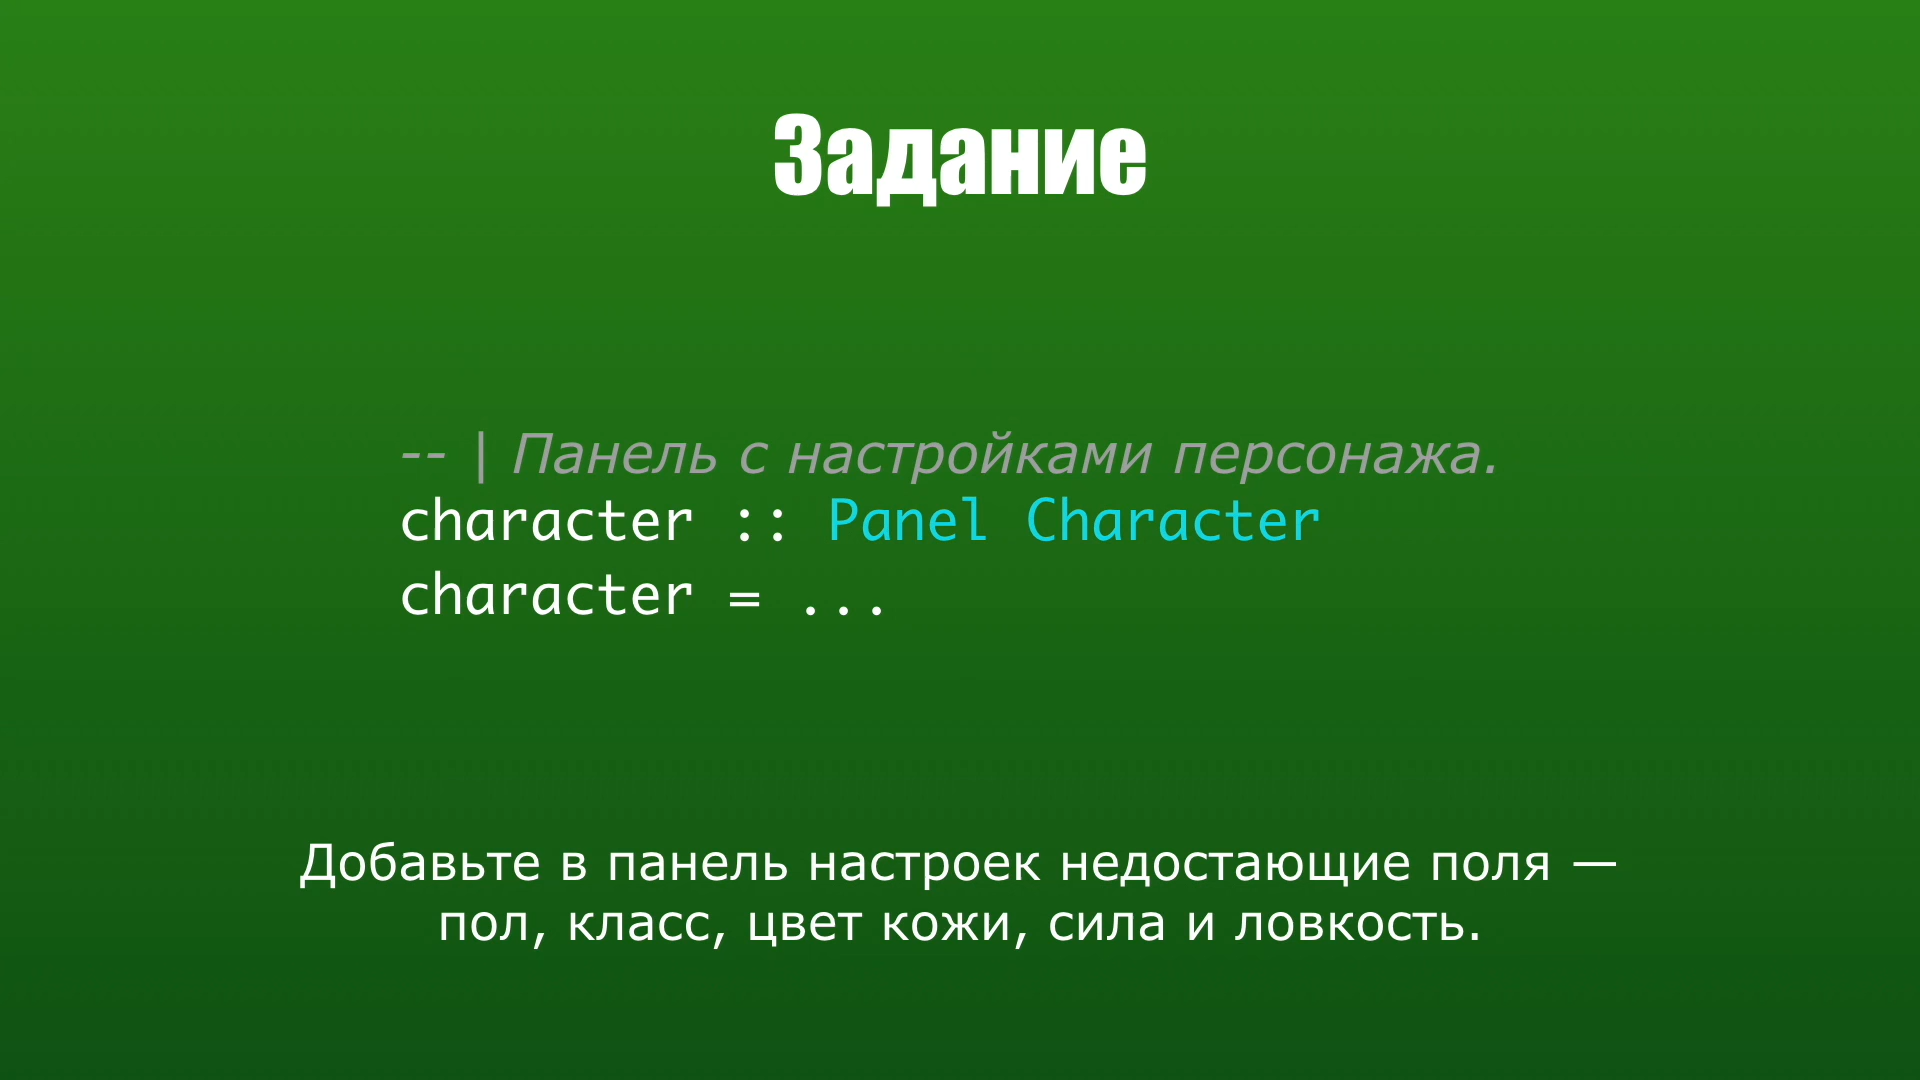 Задание
-- | Панель с настройками персонажа.
character :: Panel Character
character = ...
Добавьте в панель настроек недостающие поля —
пол, класс, цвет кожи, сила и ловкость.